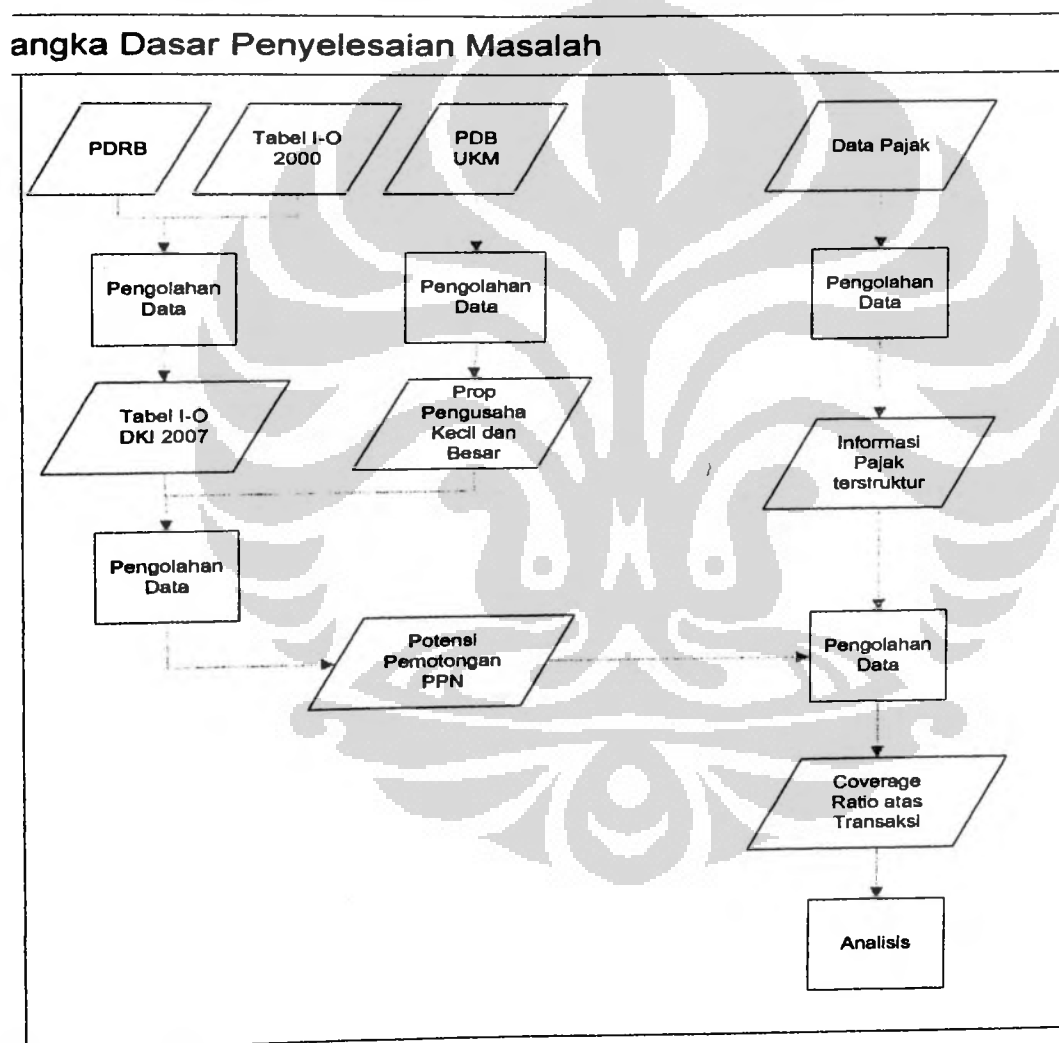 angka Dasar Penyelesaian Masalah
PDRB
Tabel I-O
2000
PDB
UKM
Data Pajak
Pengolahan
Data
Pengolahan
Data
Pengolahan
Data
Tabel I-O
DKI 2007
Prop
Pengusaha
Kecil dan
Besar
Informasi
Pajak
terstruktur
Pengolahan
Data
Potensi
Pemotongan
PPN
Pengolahan
Data
Coverage
Ratio atas
Transaksi
Analisis